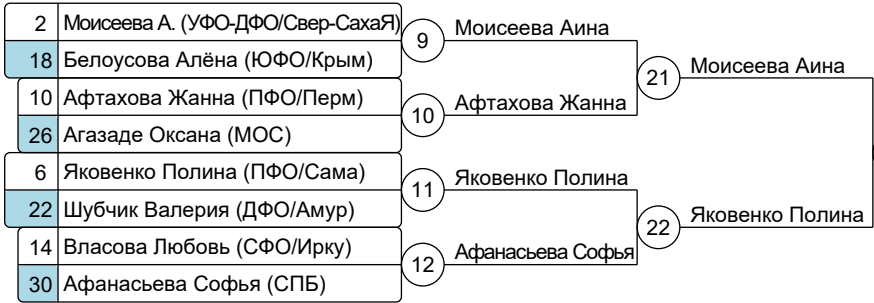 2 Моисеева А. (УФО-ДФО/Свер-СахаЯ)
18 Белоусова Алёна (ЮФО/Крым)
9 Моисеева Аина
10 Афтахова Жанна (ПФО/Перм)
26 Агазаде Оксана (МОС)
10 Афтахова Жанна
21 Моисеева Аина
6 Яковенко Полина (ПФО/Сама)
22 Шубчик Валерия (ДФО/Амур)
11 Яковенко Полина
14 Власова Любовь (СФО/Ирку)
30 Афанасьева Софья (СПБ)
12 Афанасьева Софья
22 Яковенко Полина